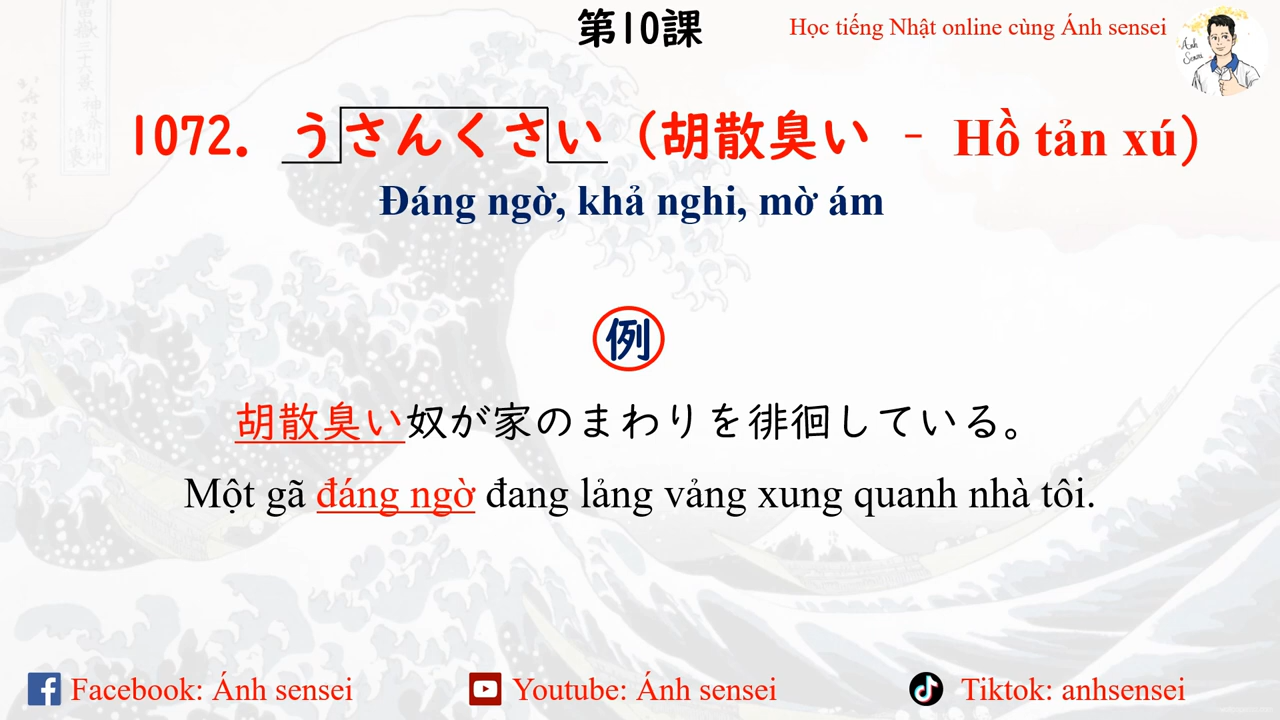 第10課
Học tiếng Nhật online cùng Ánh sensei
Anh Sensei
1072. うさんくさい (胡散臭い - Hồ tản xú)
Đáng ngờ, khả nghi, mờ ám
例
胡散臭い奴が家のまわりを徘徊している。
Một gã đáng ngờ đang lảng vảng xung quanh nhà tôi.
Facebook: Ánh sensei
Youtube: Ánh sensei
Tiktok: anhsensei